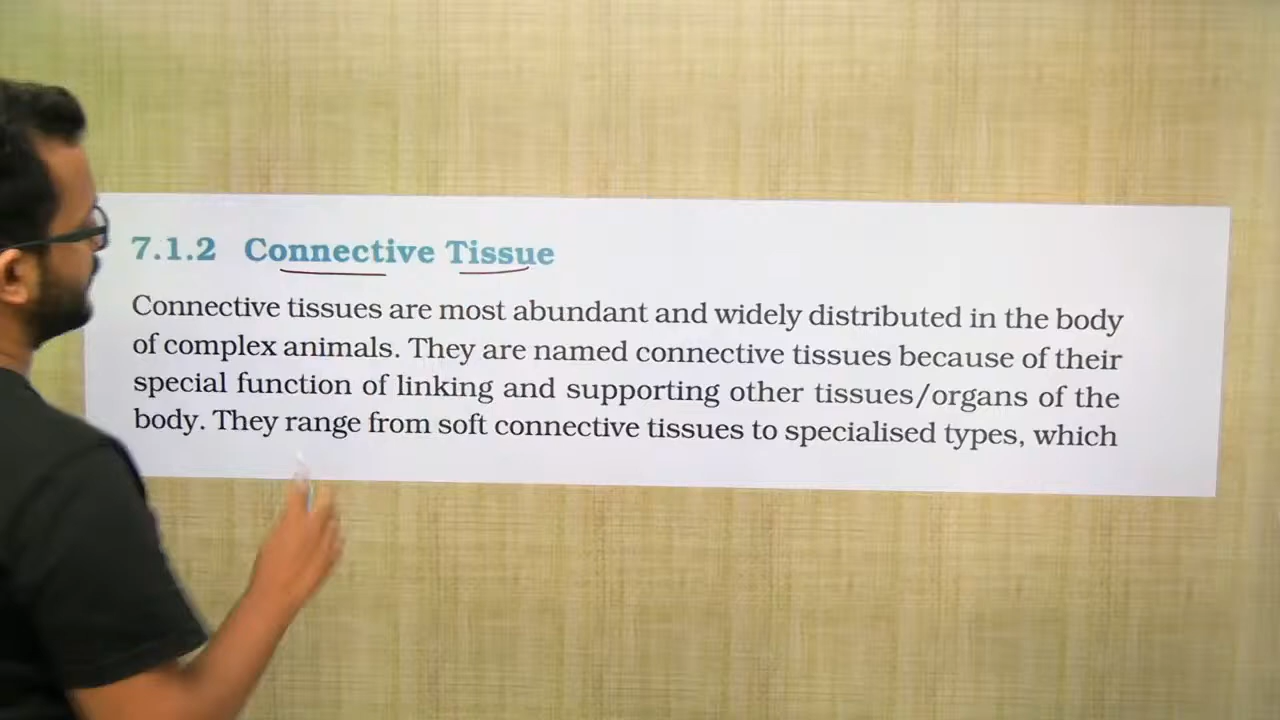 7.1.2 Connective Tissue
Connective tissues are most abundant and widely distributed in the body
of complex animals. They are named connective tissues because of their
special function of linking and supporting other tissues/organs of the
body. They range from soft connective tissues to specialised types, which